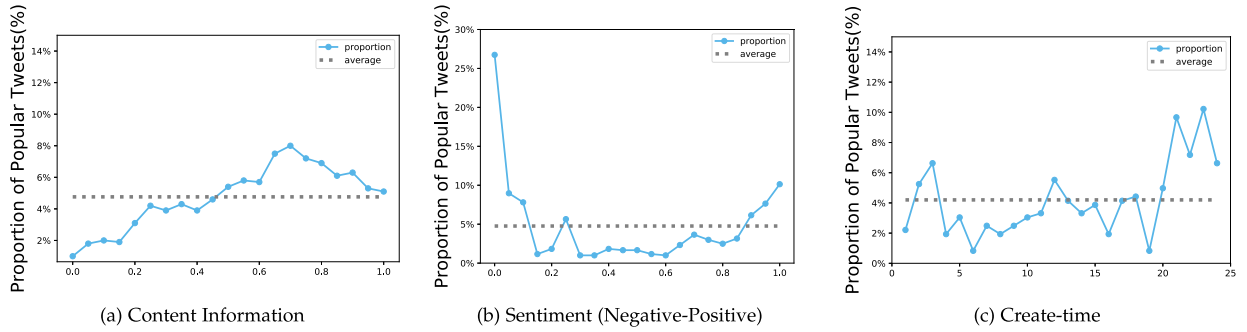 Proportion of Popular Tweets(%)
14%
12%
10%
8%
6%
4%
2%
0.0 0.2 0.4 0.6 0.8 1.0
proportion
average
(a) Content Information
Proportion of Popular Tweets(%)
30%
25%
20%
15%
10%
5%
0%
0.0 0.2 0.4 0.6 0.8 1.0
proportion
average
(b) Sentiment (Negative-Positive)
Proportion of Popular Tweets(%)
14%
12%
10%
8%
6%
4%
2%
0%
0 5 10 15 20 25
proportion
average
(c) Create-time